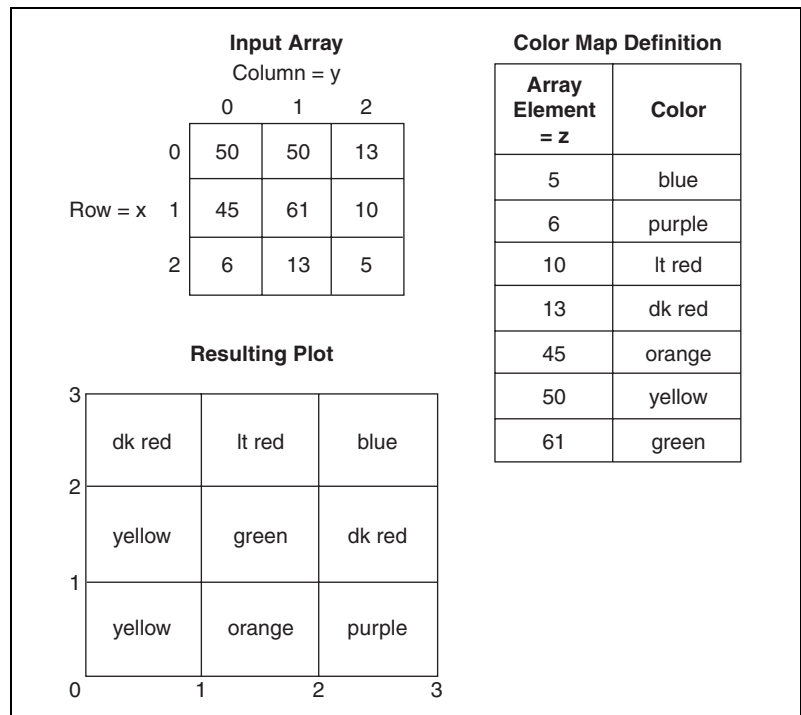 Input Array
Column = y
0 1 2
0 50 50 13
Row = x 1 45 61 10
2 6 13 5
Color Map Definition
Array Element = z Color
5 blue
6 purple
10 lt red
13 dk red
45 orange
50 yellow
61 green
Resulting Plot
3
dk red lt red blue
2
yellow green dk red
1
yellow orange purple
0 1 2 3